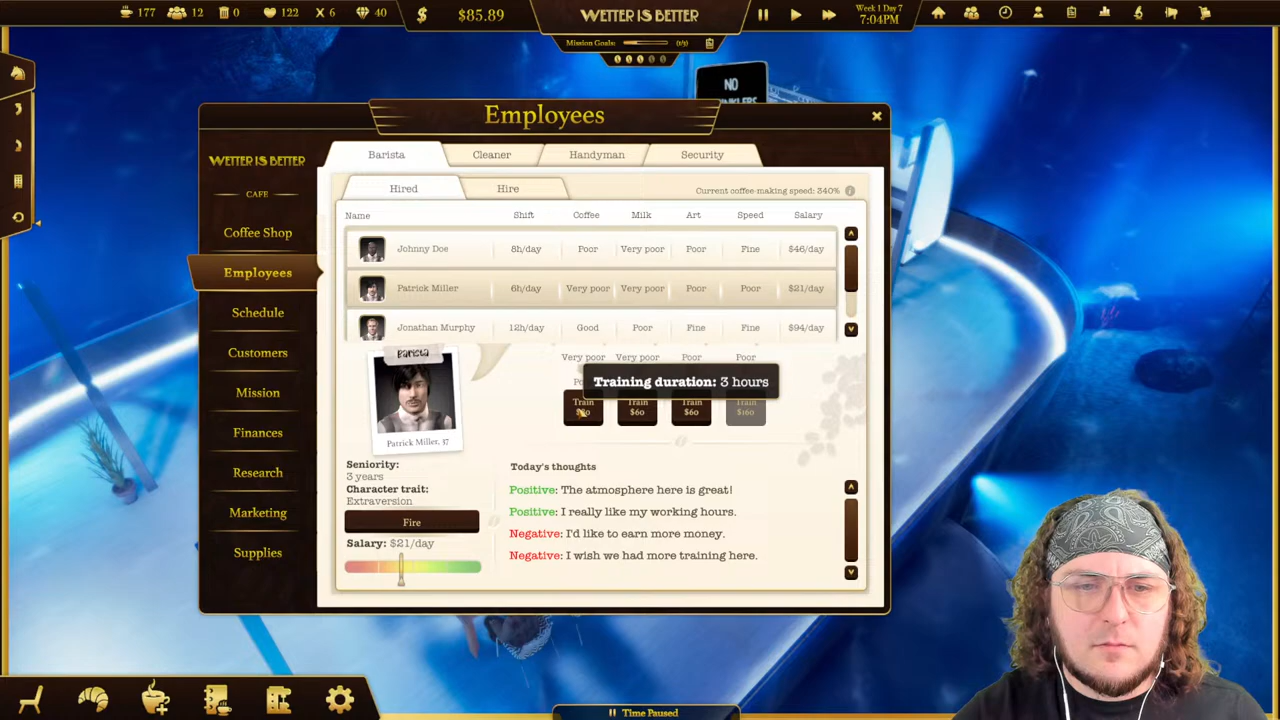 177 12 0 122 6 40 $ $85.89 WETTER IS BETTER Week 1 Day 7
7:04PM
Mission Goals: (1/3)
NO
Employees
WETTER IS BETTER
CAFE
Coffee Shop
Employees
Schedule
Customers
Mission
Finances
Research
Marketing
Supplies
Barista Cleaner Handyman Security
Hired Hire Current coffee-making speed: 340%
Name Shift Coffee Milk Art Speed Salary
Johnny Doe 8h/day Poor Very poor Poor Fine $46/day
Patrick Miller 6h/day Very poor Very poor Poor Poor $21/day
Jonathan Murphy 12h/day Good Poor Fine Fine $94/day
Barista
Very poor Very poor Poor Poor
Training duration: 3 hours
Train Train Train Train
$60 $60 $160
Patrick Miller, 37
Seniority:
3 years
Character trait:
Extraversion
Fire
Salary: $21/day
Today's thoughts
Positive: The atmosphere here is great!
Positive: I really like my working hours.
Negative: I'd like to earn more money.
Negative: I wish we had more training here.
Time Paused